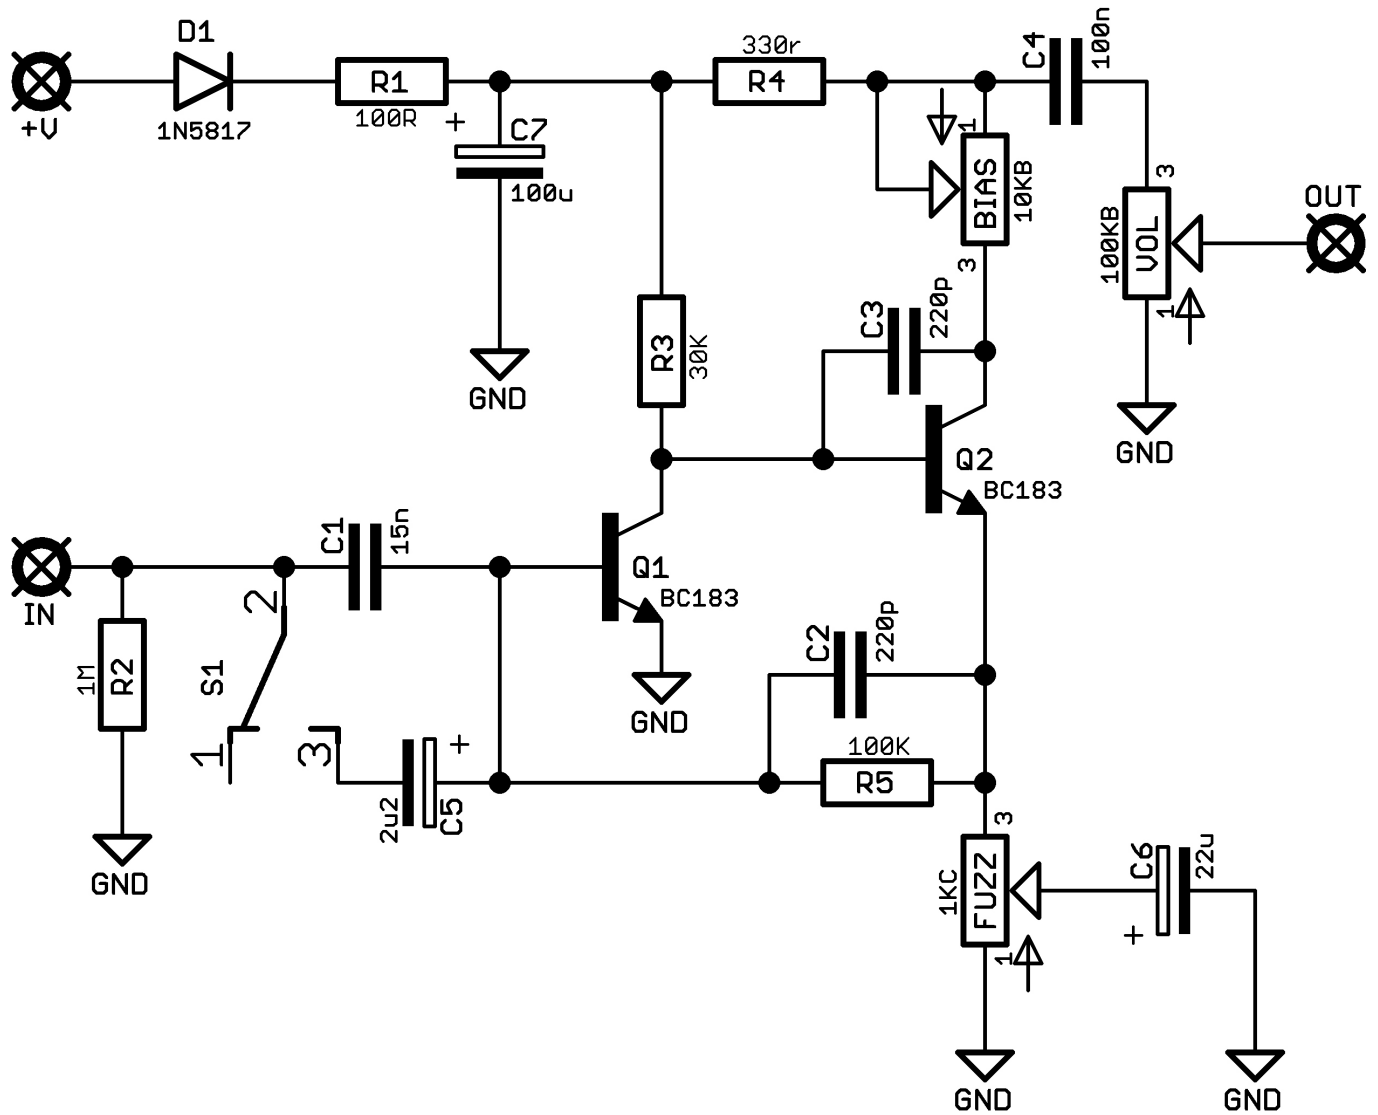 D1
+V
1N5817
R1
100R
+
C7
100u
GND
330r
R4
C4
100n
1
BIAS
10KB
3
3
VOL
100KB
1
OUT
GND
R3
30K
C3
220p
Q2
BC183
IN
C1
15n
Q1
BC183
GND
R2
1M
GND
S1
2
1
3
2u2
+
C5
C2
220p
100K
R5
3
FUZZ
1KC
1
C6
22u
+
GND
GND